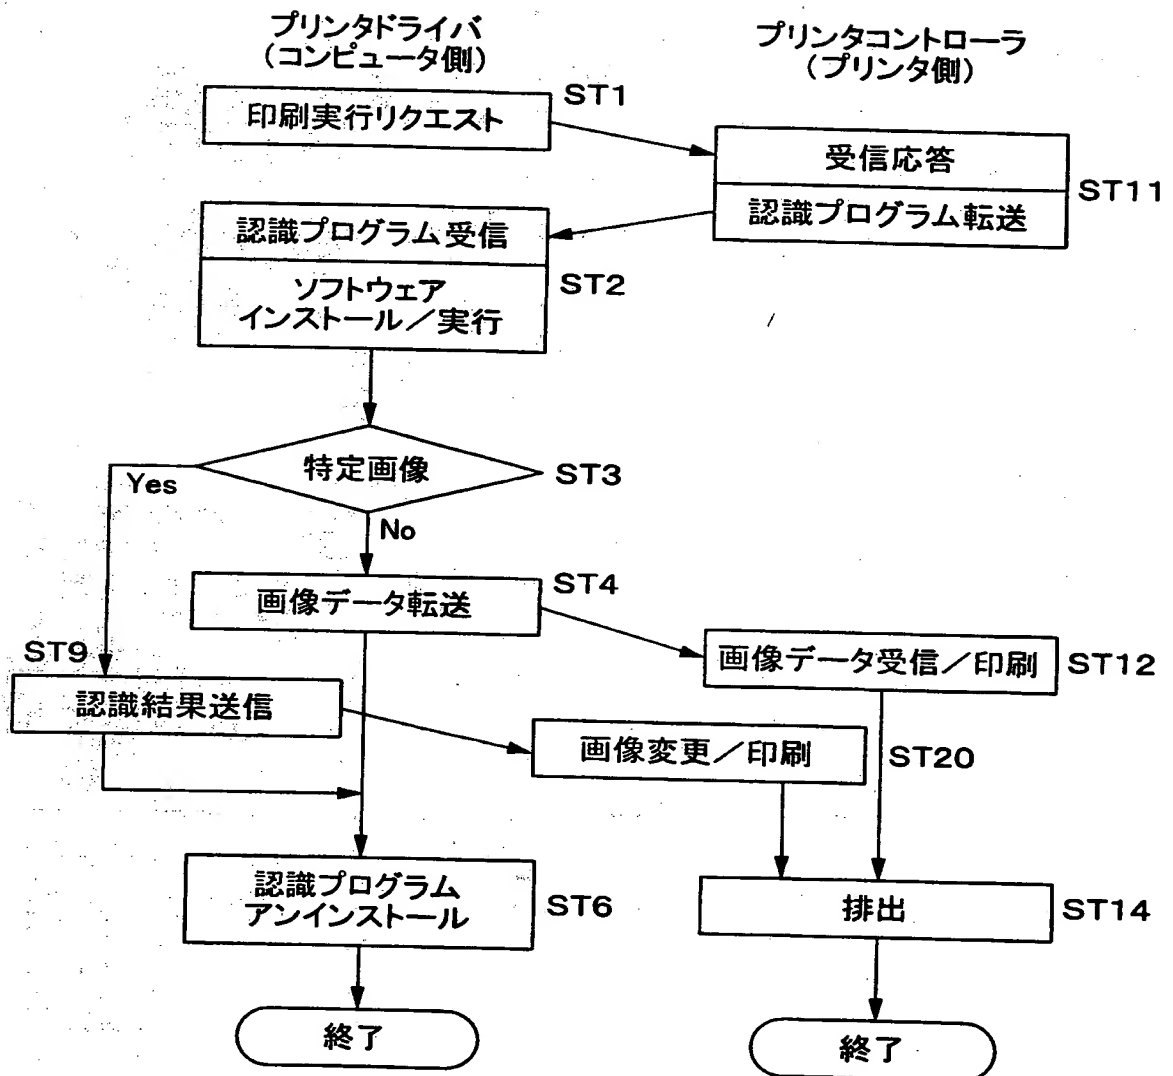 プリンタドライバ
（コンピュータ側）
プリンタコントローラ
（プリンタ側）
印刷実行リクエスト
ST1
受信応答
認識プログラム転送
ST11
認識プログラム受信
ソフトウェア
インストール／実行
ST2
特定画像
ST3
Yes
No
画像データ転送
ST4
画像データ受信／印刷
ST12
ST9
認識結果送信
画像変更／印刷
ST20
認識プログラム
アンインストール
ST6
排出
ST14
終了
終了